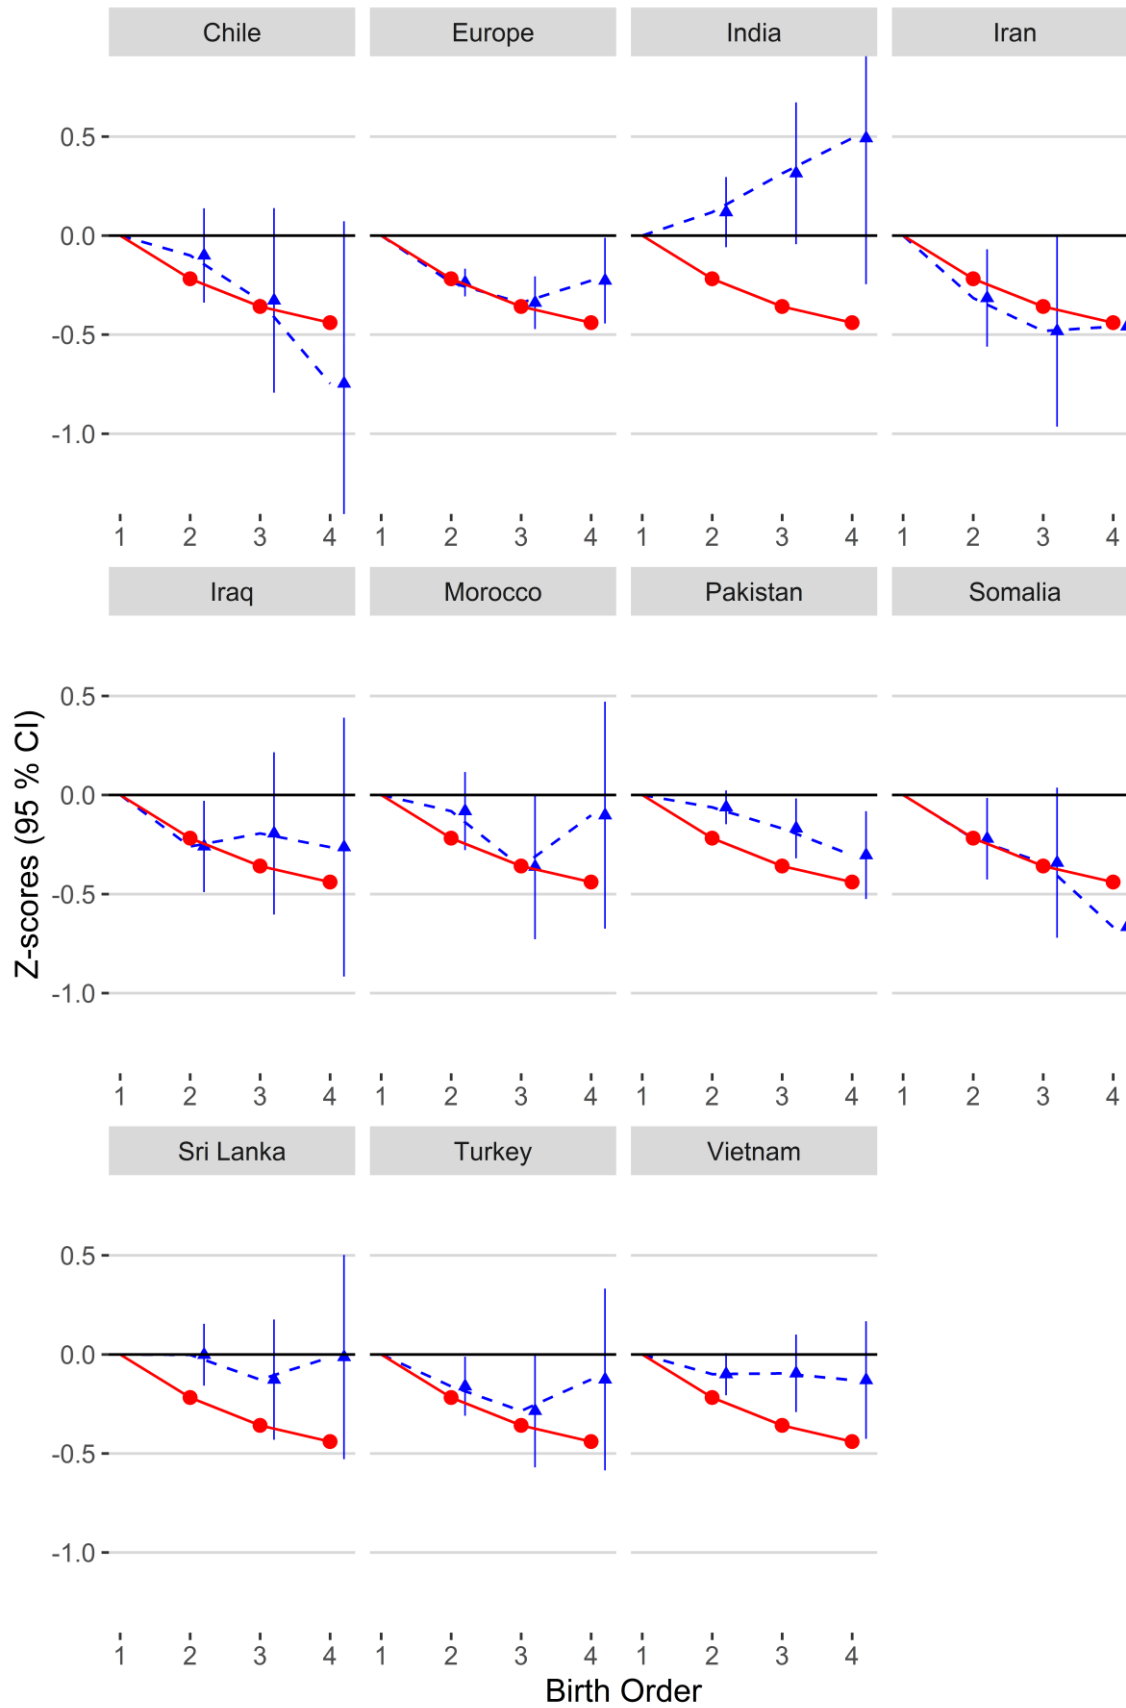 Chile Europe India Iran
0.5
0.0
-0.5
-1.0
1 2 3 4 1 2 3 4 1 2 3 4 1 2 3 4
Iraq Morocco Pakistan Somalia
0.5
0.0
-0.5
-1.0
1 2 3 4 1 2 3 4 1 2 3 4 1 2 3 4
Z-scores (95 % CI)
Sri Lanka Turkey Vietnam
0.5
0.0
-0.5
-1.0
1 2 3 4 1 2 3 4 1 2 3 4
Birth Order